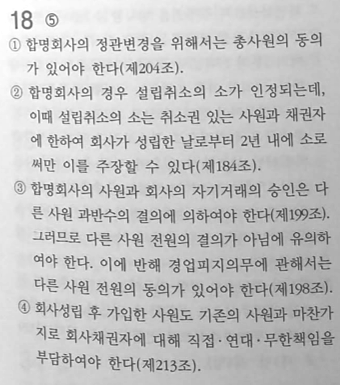 18 ⑤
① 합명회사의 정관변경을 위해서는 총사원의 동의
가 있어야 한다(제204조).
② 합명회사의 경우 설립취소의 소가 인정되는데,
이때 설립취소의 소는 취소권 있는 사원과 채권자
에 한하여 회사가 성립한 날로부터 2년 내에 소로
써만 이를 주장할 수 있다(제184조).
③ 합명회사의 사원과 회사의 자기거래의 승인은 다
른 사원 과반수의 결의에 의하여야 한다(제199조).
그러므로 다른 사원 전원의 결의가 아님에 유의하
여야 한다. 이에 반해 경업피지의무에 관해서는
다른 사원 전원의 동의가 있어야 한다(제198조).
④ 회사성립 후 가입한 사원도 기존의 사원과 마찬가
지로 회사채권자에 대해 직접·연대·무한책임을
부담하여야 한다(제213조).